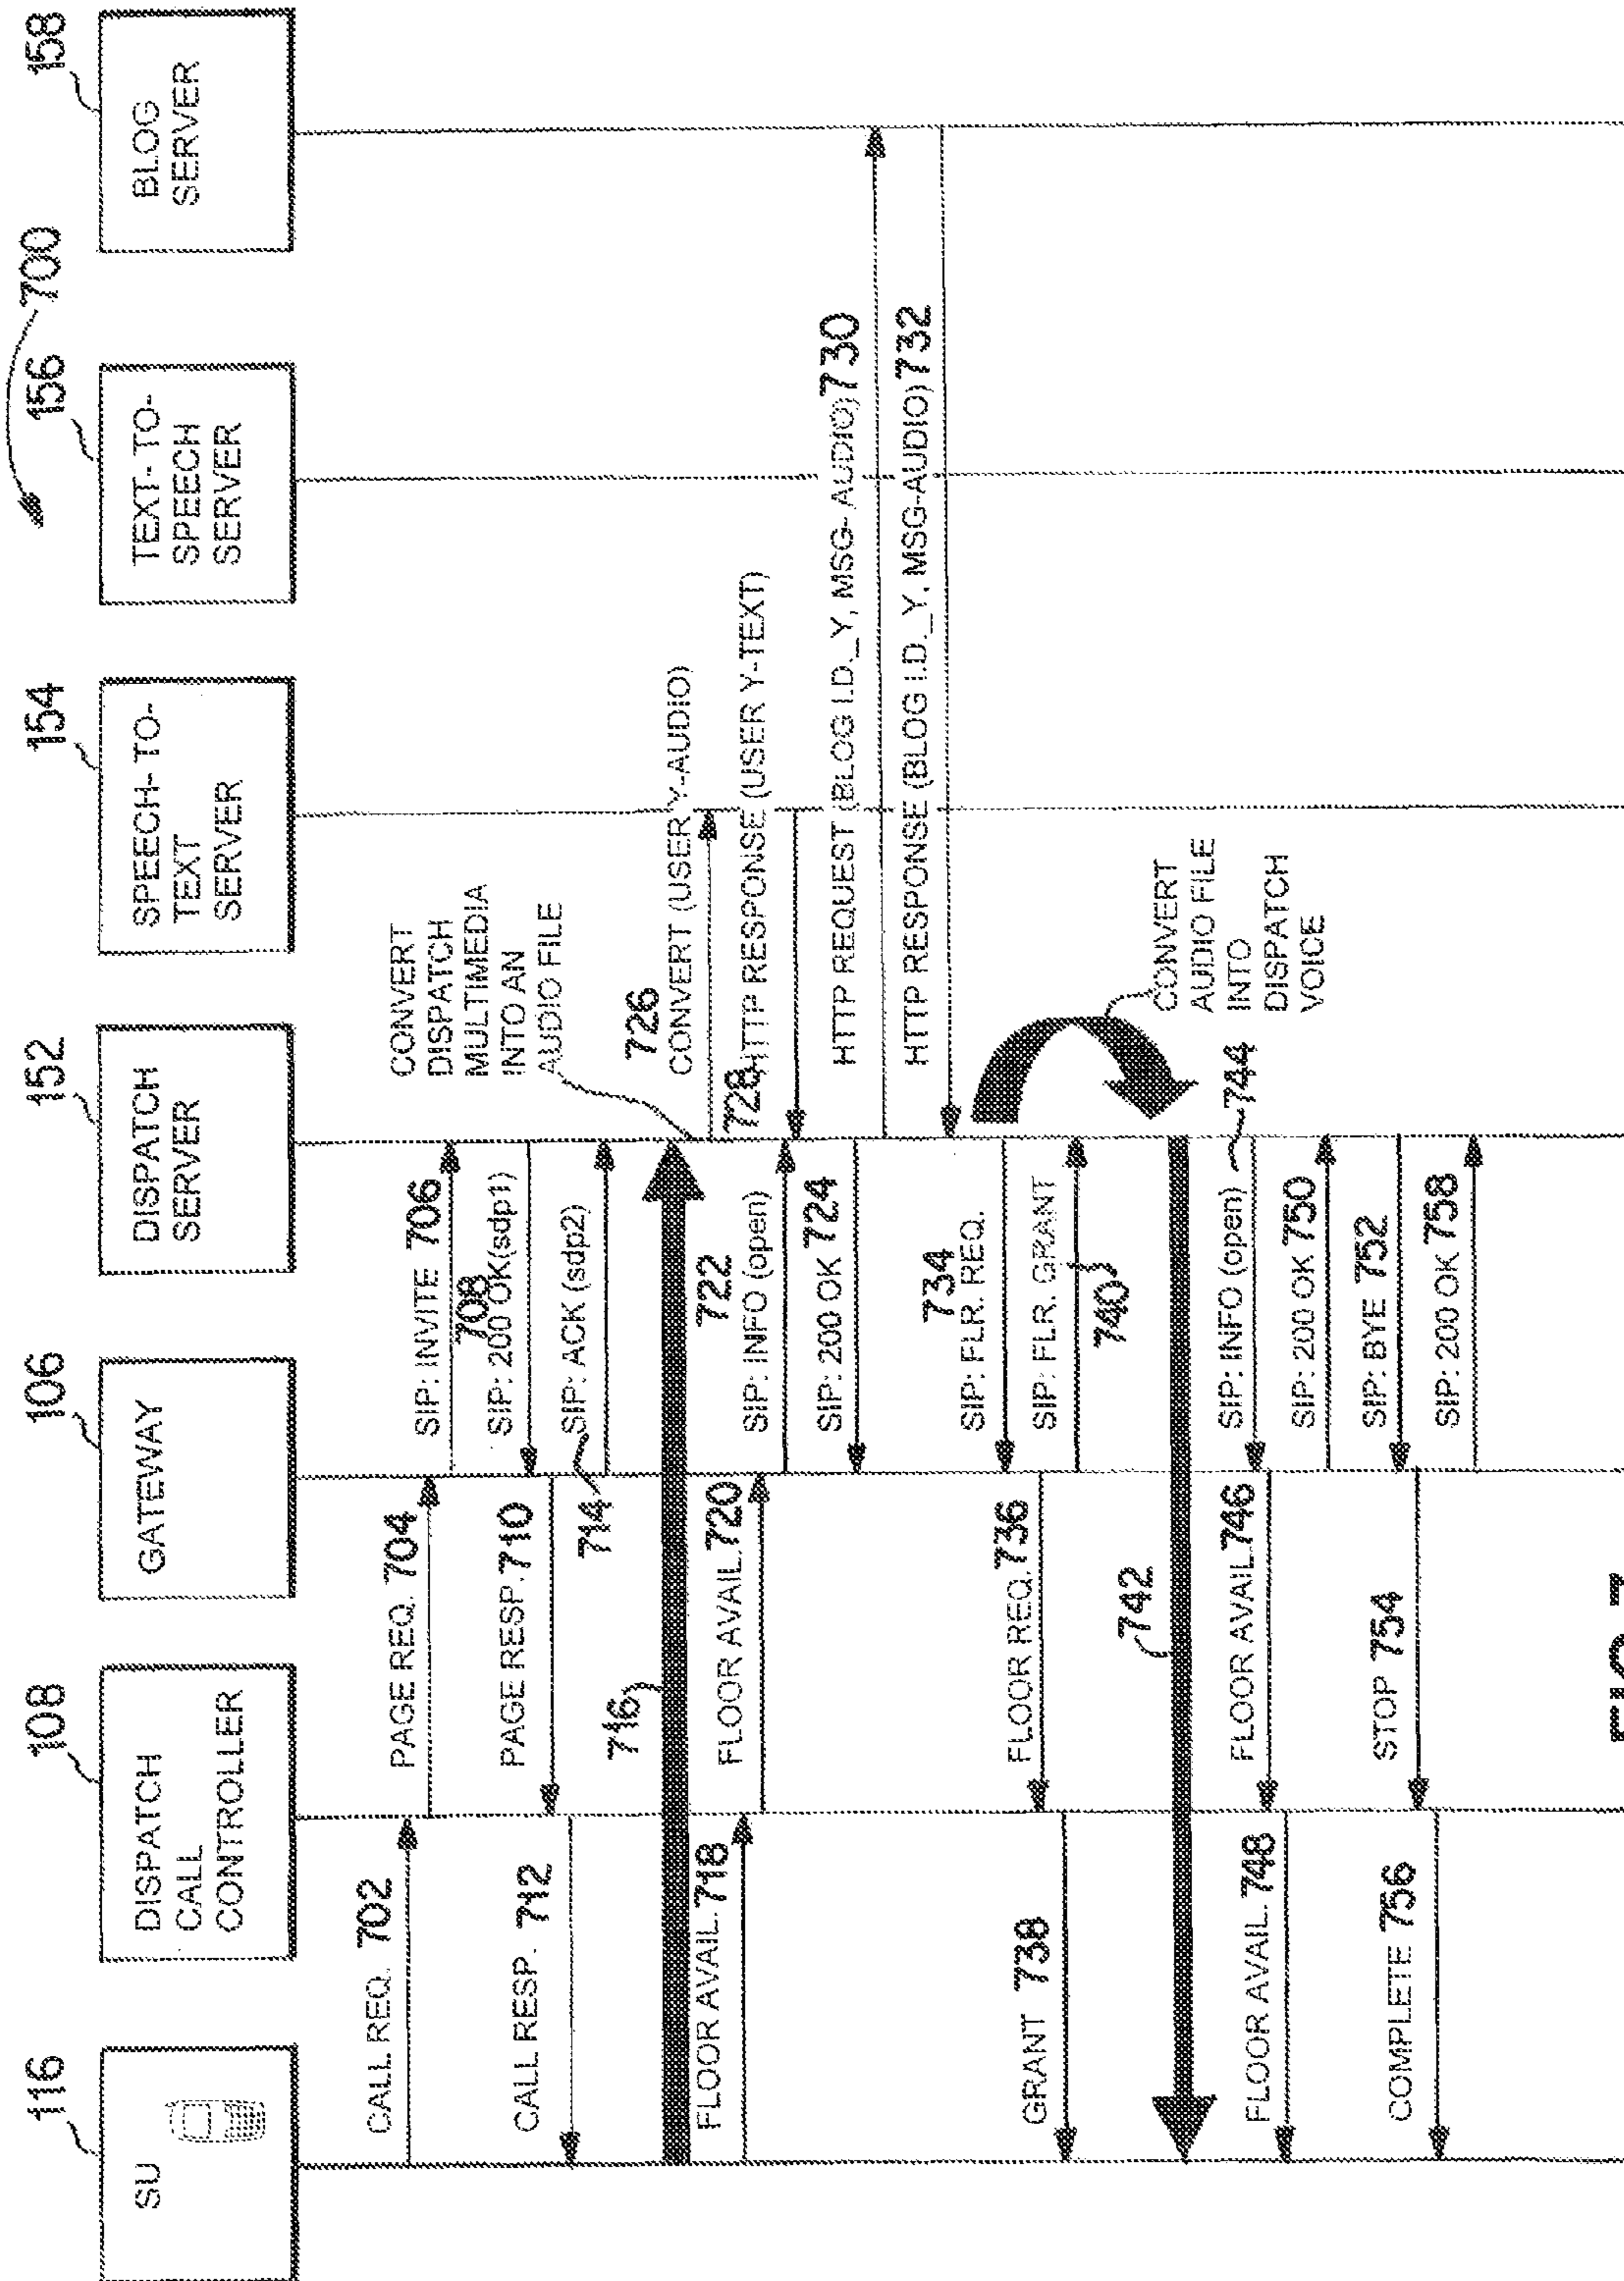 700
116
SU
108
DISPATCH
CALL
CONTROLLER
106
GATEWAY
152
DISPATCH
SERVER
154
SPEECH- TO-
TEXT
SERVER
156
TEXT- TO-
SPEECH
SERVER
158
BLOG
SERVER
CALL REQ. 702
PAGE REQ. 704
SIP: INVITE 706
708
SIP: 200 OK(sdp1)
PAGE RESP. 710
CALL RESP. 712
SIP: ACK (sdp2)
714
CONVERT
DISPATCH
MULTIMEDIA
INTO AN
AUDIO FILE
716
FLOOR AVAIL. 718
FLOOR AVAIL. 720
722
SIP: INFO (open)
SIP: 200 OK 724
726
CONVERT (USER Y-AUDIO)
728
HTTP RESPONSE (USER Y-TEXT)
HTTP REQUEST (BLOG I.D._Y, MSG- AUDIO) 730
HTTP RESPONSE (BLOG I.D._Y, MSG-AUDIO) 732
734
SIP: FLR. REQ.
FLOOR REQ. 736
GRANT 738
SIP: FLR. GRANT
740
CONVERT
AUDIO FILE
INTO
DISPATCH
VOICE
742
SIP: INFO (open)
744
FLOOR AVAIL. 746
FLOOR AVAIL. 748
SIP: 200 OK 750
SIP: BYE 752
STOP 754
COMPLETE 756
SIP: 200 OK 758